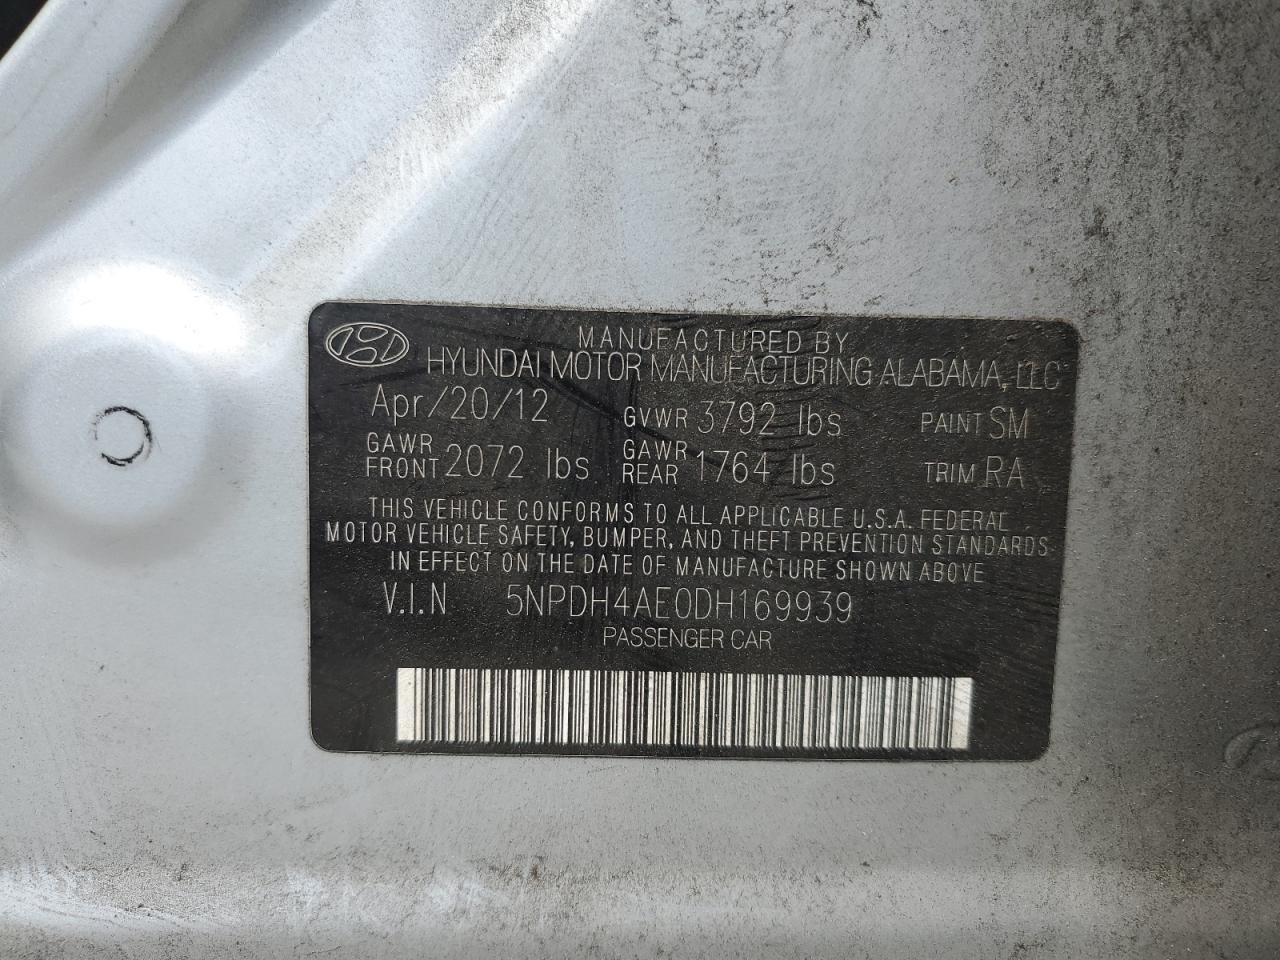 MANUFACTURED BY
HYUNDAI MOTOR MANUFACTURING ALABAMA, LLC
Apr/20/12 GVWR 3792 lbs PAINT SM
GAWR FRONT 2072 lbs GAWR REAR 1764 lbs TRIM RA
THIS VEHICLE CONFORMS TO ALL APPLICABLE U.S.A. FEDERAL
MOTOR VEHICLE SAFETY, BUMPER, AND THEFT PREVENTION STANDARDS
IN EFFECT ON THE DATE OF MANUFACTURE SHOWN ABOVE
V.I.N 5NPDH4AE0DH169939
PASSENGER CAR